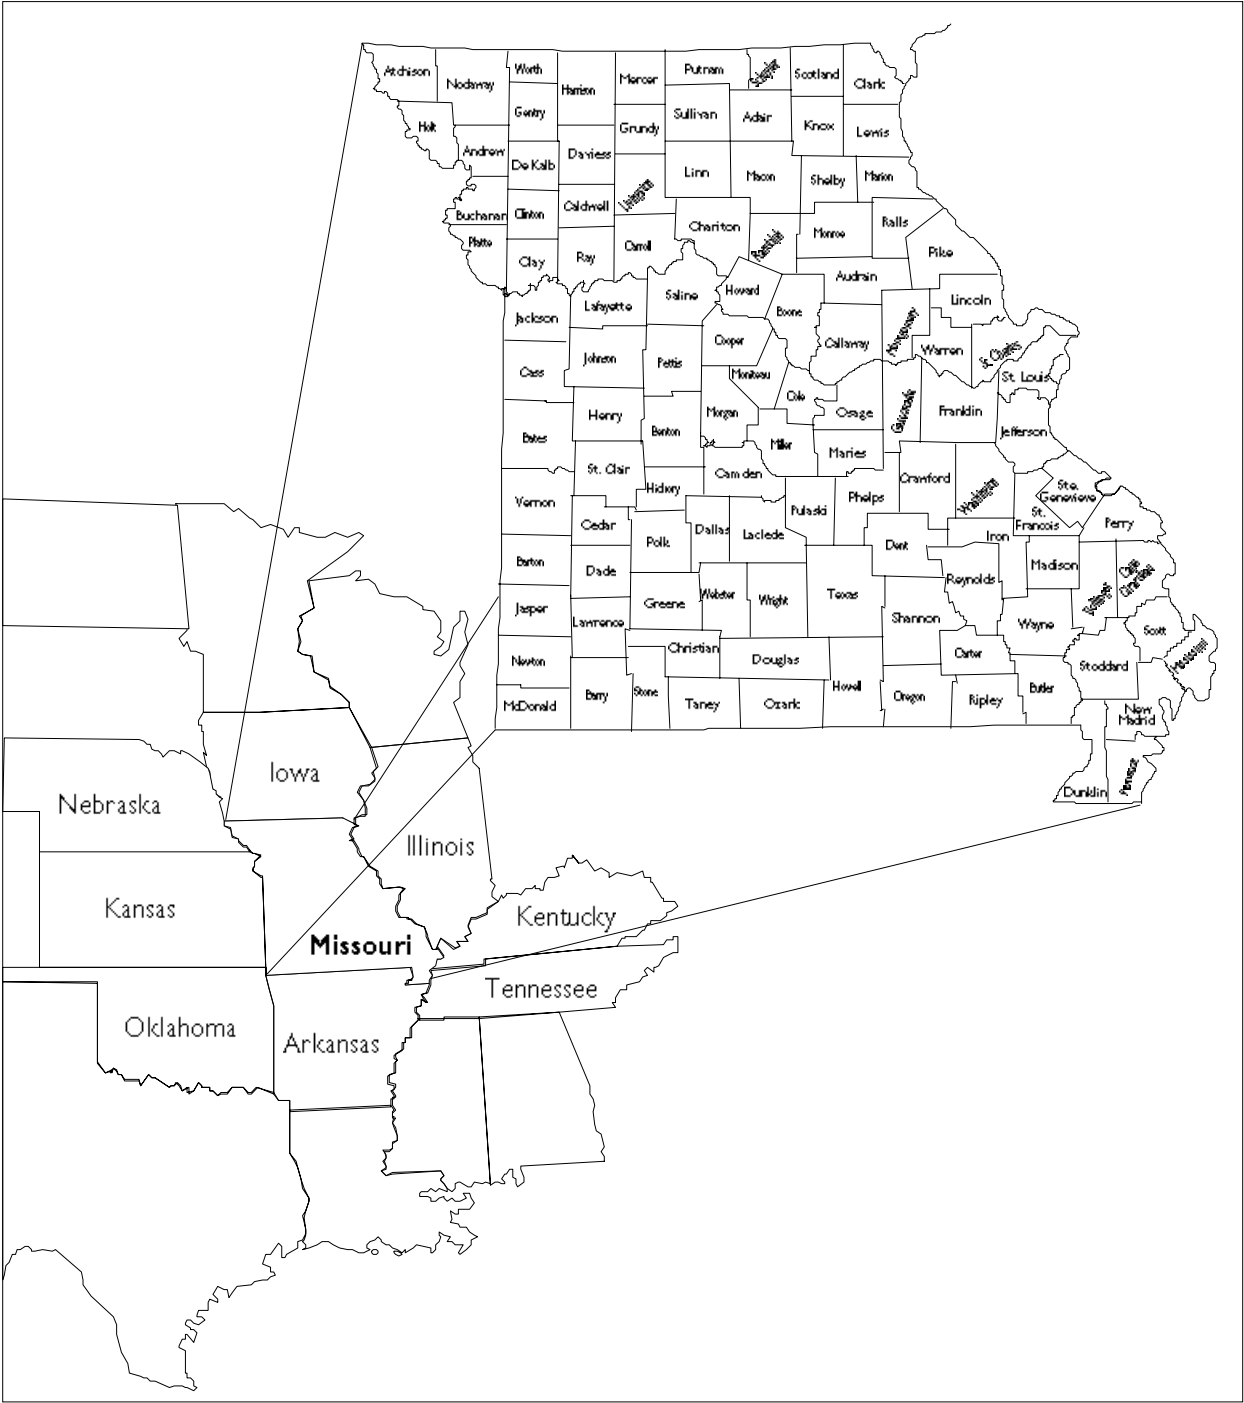 Atchison
Nodaway
Worth
Harrison
Mercer
Putnam
Schuyler
Scotland
Clark
Holt
Gentry
Grundy
Sullivan
Adair
Knox
Lewis
Andrew
De Kalb
Daviess
Linn
Macon
Shelby
Marion
Livingston
Buchanan
Clinton
Caldwell
Chariton
Randolph
Monroe
Ralls
Platte
Clay
Ray
Carroll
Pike
Audrain
Jackson
Lafayette
Saline
Howard
Boone
Lincoln
Callaway
Montgomery
Warren
St. Charles
Cass
Johnson
Pettis
Cooper
Moniteau
Cole
St. Louis
Bates
Henry
Benton
Morgan
Miller
Osage
Gasconade
Franklin
Jefferson
Maries
St. Clair
Hickory
Camden
Vernon
Pulaski
Phelps
Crawford
Washington
Ste.
Genevieve
St.
Francois
Perry
Cedar
Polk
Dallas
Laclede
Dent
Iron
Barton
Dade
Madison
Bollinger
Cape
Girardeau
Jasper
Lawrence
Greene
Webster
Wright
Texas
Shannon
Reynolds
Wayne
Scott
Mississippi
Newton
Christian
Douglas
Carter
Stoddard
McDonald
Barry
Stone
Taney
Ozark
Howell
Oregon
Ripley
Butler
New
Madrid
Dunklin
Pemiscot
Iowa
Nebraska
Illinois
Kansas
Kentucky
Missouri
Tennessee
Oklahoma
Arkansas